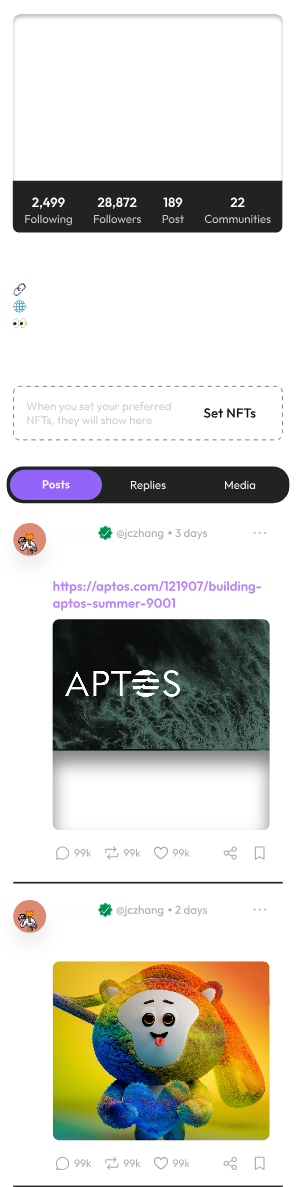 2,499 28,872 189 22
Following Followers Post Communities
When you set your preferred
NFTs, they will show here
Set NFTs
Posts Replies Media
@jczhang • 3 days
https://aptos.com/121907/building-
aptos-summer-9001
APTOS
99k 99k 99k
@jczhang • 2 days
99k 99k 99k